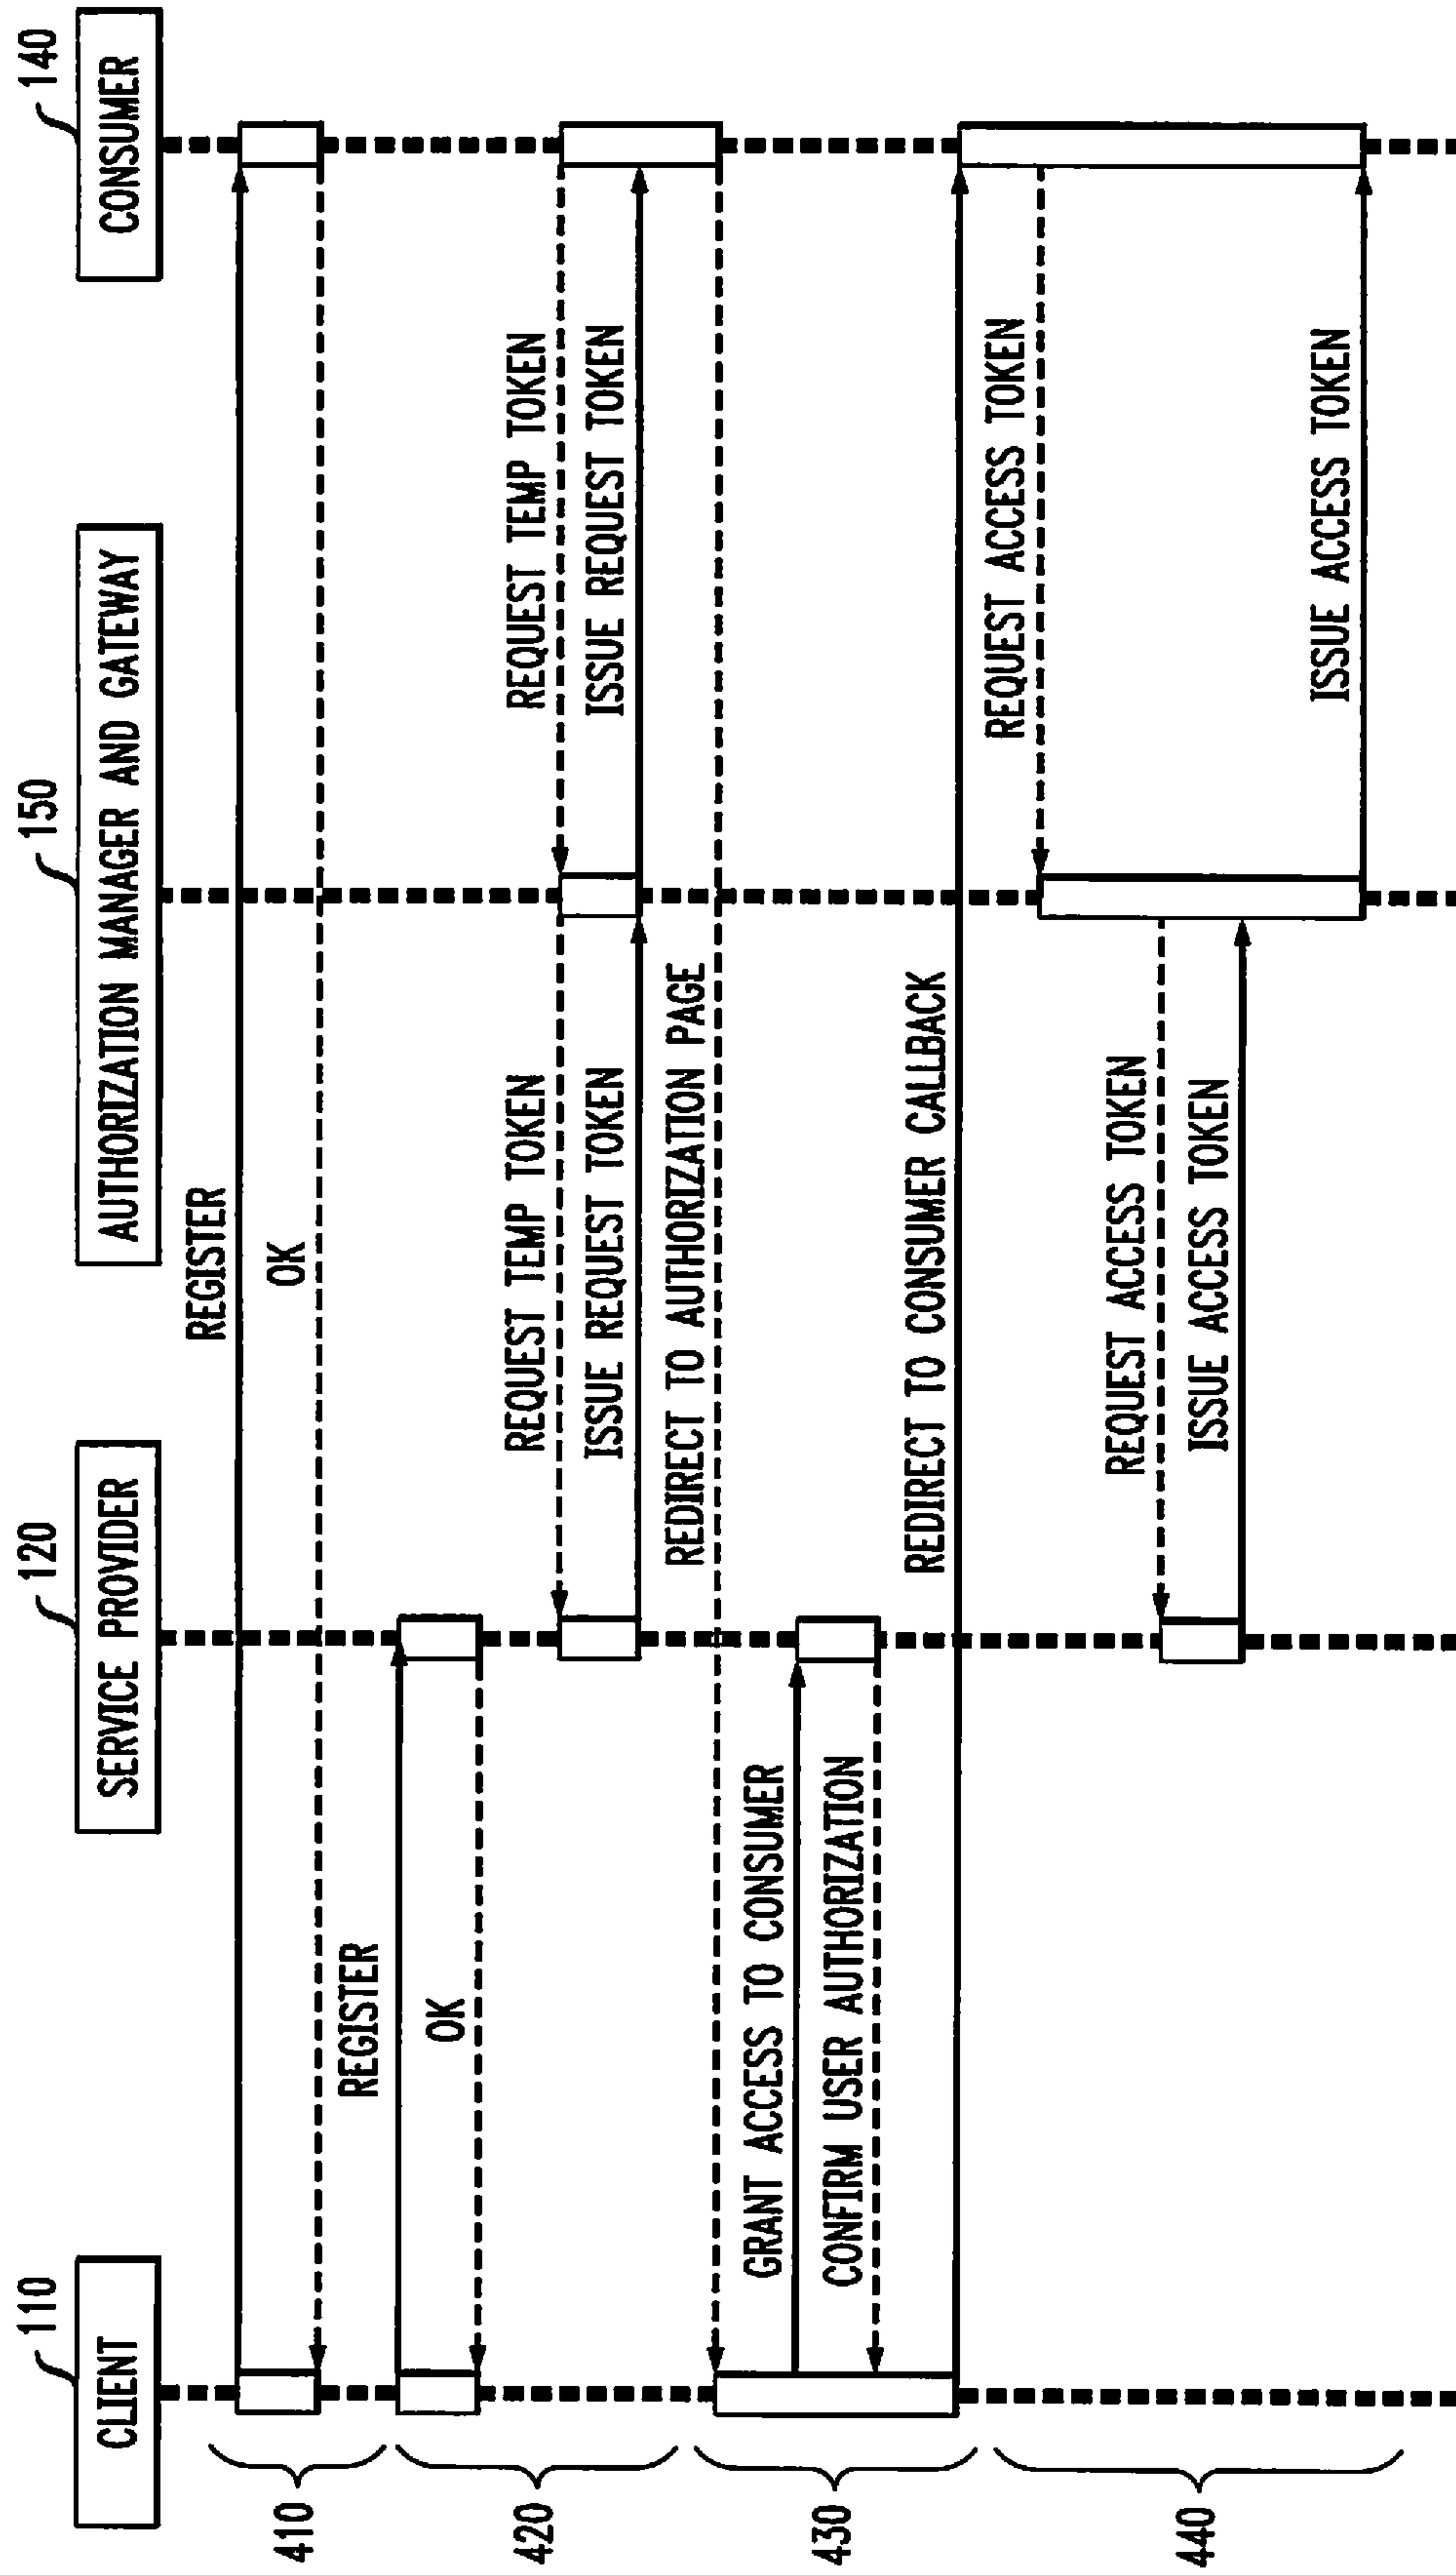 110
CLIENT
120
SERVICE PROVIDER
150
AUTHORIZATION MANAGER AND GATEWAY
140
CONSUMER
410
REGISTER
OK
420
REGISTER
OK
REQUEST TEMP TOKEN
REQUEST TEMP TOKEN
ISSUE REQUEST TOKEN
ISSUE REQUEST TOKEN
430
REDIRECT TO AUTHORIZATION PAGE
GRANT ACCESS TO CONSUMER
CONFIRM USER AUTHORIZATION
REDIRECT TO CONSUMER CALLBACK
440
REQUEST ACCESS TOKEN
REQUEST ACCESS TOKEN
ISSUE ACCESS TOKEN
ISSUE ACCESS TOKEN